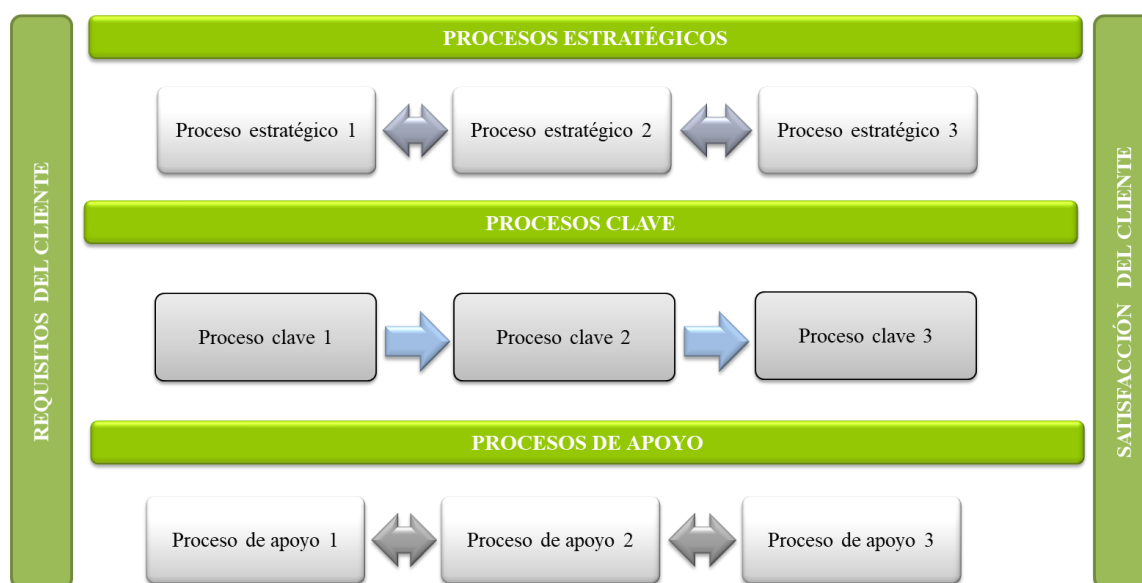 REQUISITOS DEL CLIENTE
PROCESOS ESTRATÉGICOS
Proceso estratégico 1
Proceso estratégico 2
Proceso estratégico 3
PROCESOS CLAVE
Proceso clave 1
Proceso clave 2
Proceso clave 3
PROCESOS DE APOYO
Proceso de apoyo 1
Proceso de apoyo 2
Proceso de apoyo 3
SATISFACCIÓN DEL CLIENTE